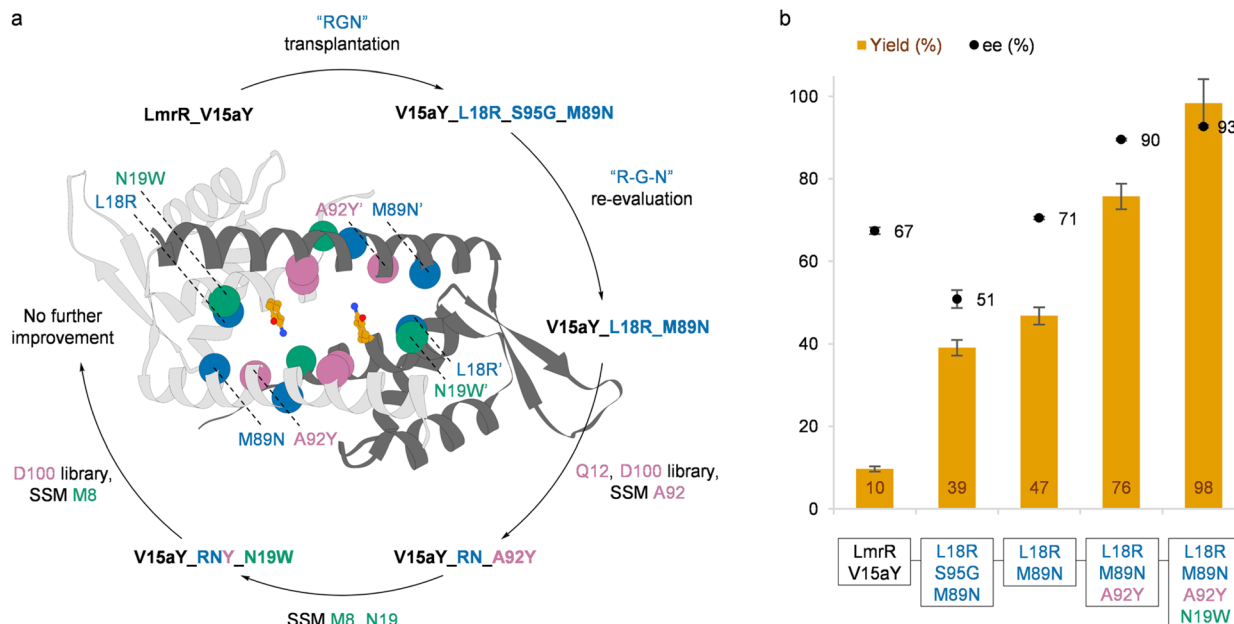 a
"RGN"
transplantation
LmrR_V15aY
V15aY_L18R_S95G_M89N
"R-G-N"
re-evaluation
N19W
L18R
A92Y’ M89N’
No further
improvement
V15aY_L18R_M89N
L18R’
N19W’
M89N A92Y
D100 library,
SSM M8
Q12, D100 library,
SSM A92
V15aY_RNY_N19W
V15aY_RN_A92Y
SSM M8, N19
b
Yield (%) ee (%)
100
80
60
40
20
0
67
51
71
90
93
10
39
47
76
98
LmrR
V15aY
L18R
S95G
M89N
L18R
M89N
L18R
M89N
A92Y
L18R
M89N
A92Y
N19W